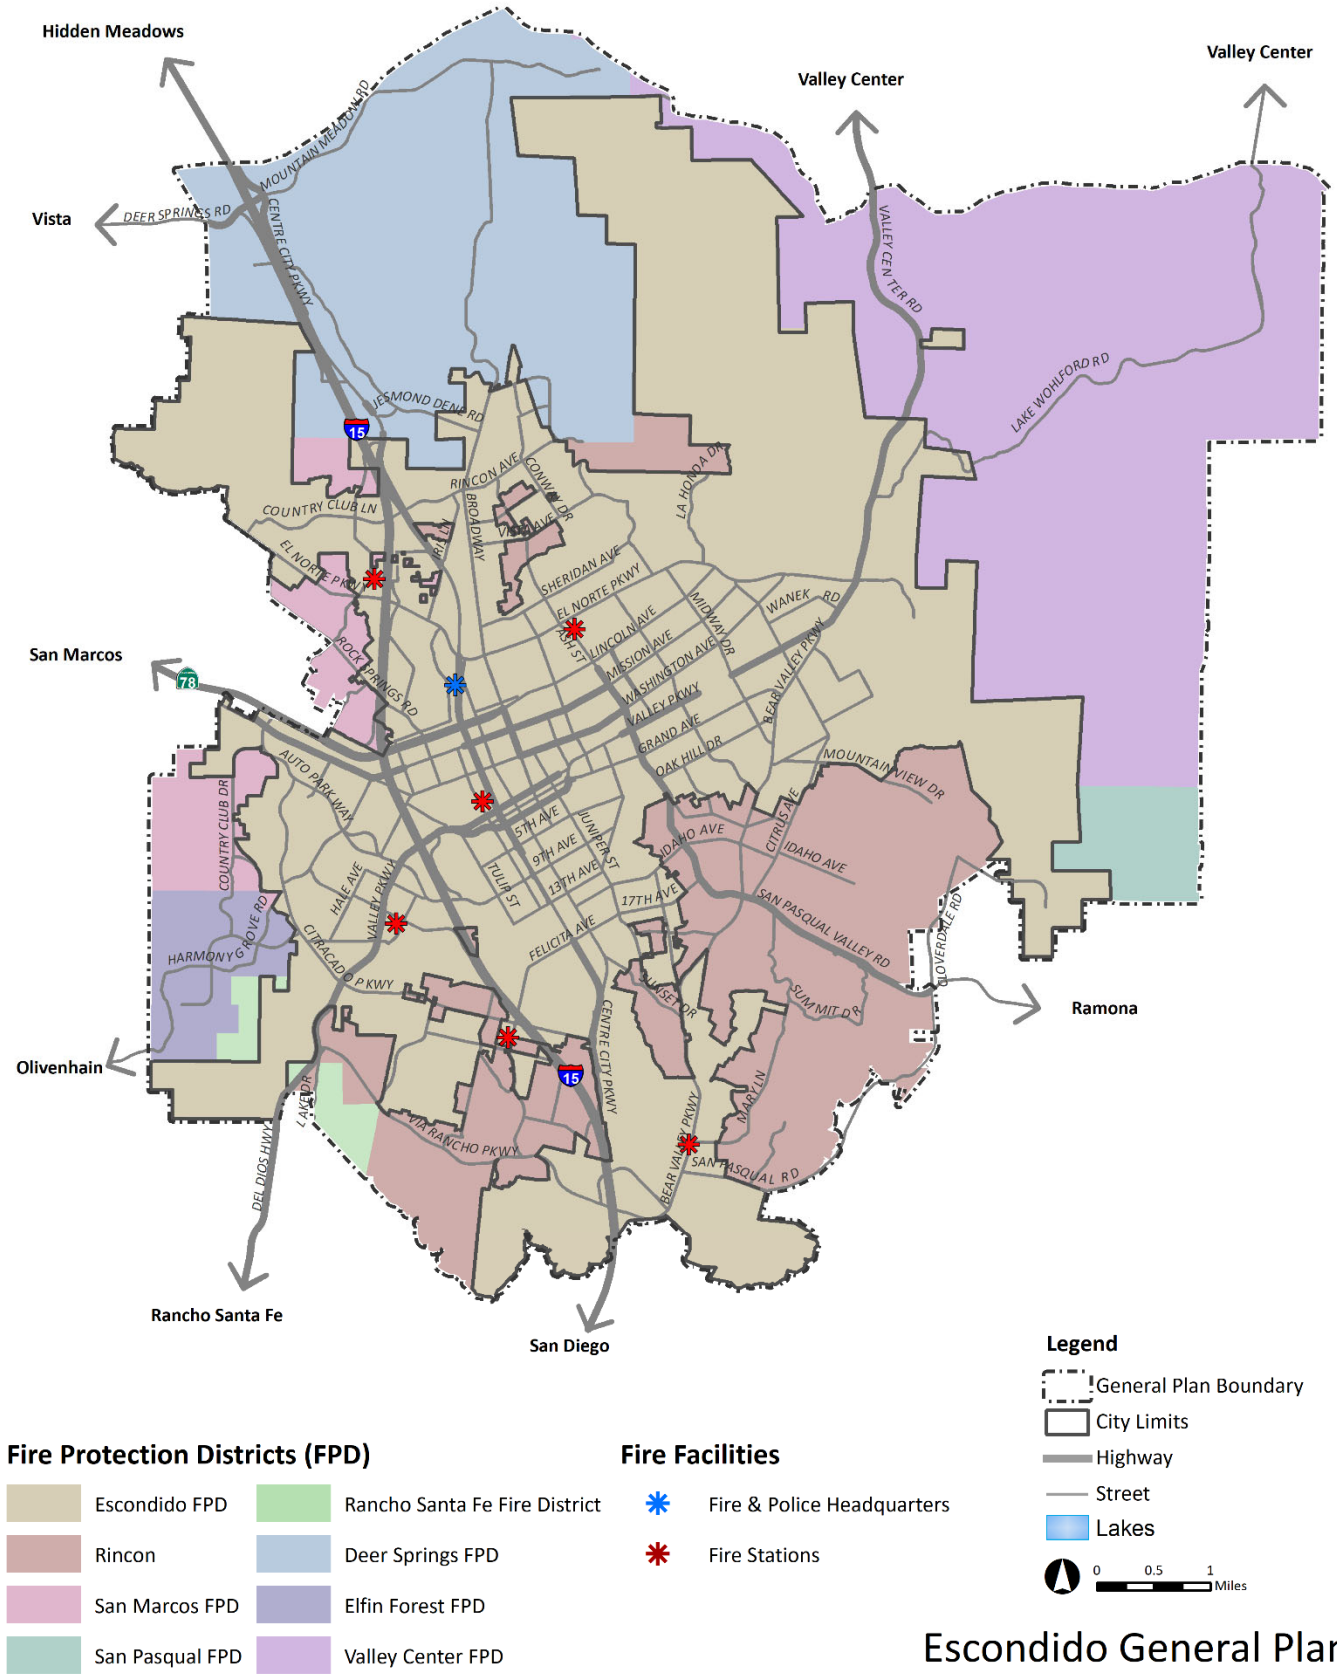 Hidden Meadows
Valley Center
Valley Center
MOUNTAIN MEADOW RD
Vista
DEER SPRINGS RD
CENTRE CITY PKWY
VALLEY CENTER RD
LAKE WOHLFORD RD
JESMOND DENE RD
15
RINCON AVE
CONWAY DR
LA HONDA DR
COUNTRY CLUB LN
IRIS LN
BROADWAY
VISTA AVE
EL NORTE PKWY
SHERIDAN AVE
EL NORTE PKWY
MIDWAY DR
WANEK RD
ASH ST
LINCOLN AVE
MISSION AVE
San Marcos
78
ROCK SPRINGS RD
WASHINGTON AVE
VALLEY PKWY
BEAR VALLEY PKWY
GRAND AVE
OAK HILL DR
MOUNTAIN VIEW DR
AUTO PARK WAY
COUNTRY CLUB DR
CITRUS AVE
5TH AVE
JUNIPER ST
IDAHO AVE
IDAHO AVE
9TH AVE
HALE AVE
VALLEY PKWY
TULIP ST
13TH AVE
17TH AVE
SAN PASQUAL VALLEY RD
CLOVERDALE RD
HARMONY GROVE RD
CITRACADO PKWY
FELICITA AVE
SUNSET DR
SUMMIT DR
Ramona
Olivenhain
15
CENTRE CITY PKWY
LAKE DR
MARY LN
VIA RANCHO PKWY
BEAR VALLEY PKWY
SAN PASQUAL RD
DEL DIOS HWY
Rancho Santa Fe
San Diego
Legend
General Plan Boundary
City Limits
Highway
Street
Lakes
0 0.5 1
Miles
Fire Protection Districts (FPD)
Escondido FPD
Rincon
San Marcos FPD
San Pasqual FPD
Rancho Santa Fe Fire District
Deer Springs FPD
Elfin Forest FPD
Valley Center FPD
Fire Facilities
Fire & Police Headquarters
Fire Stations
Escondido General Plan